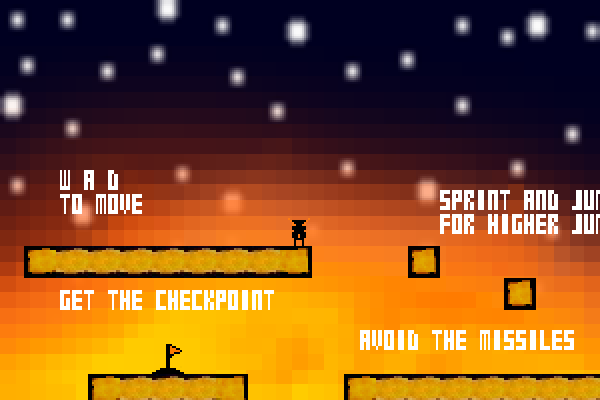 W A D
TO MOVE
SPRINT AND
FOR HIGHER
GET THE CHECKPOINT
AVOID THE MISSILES